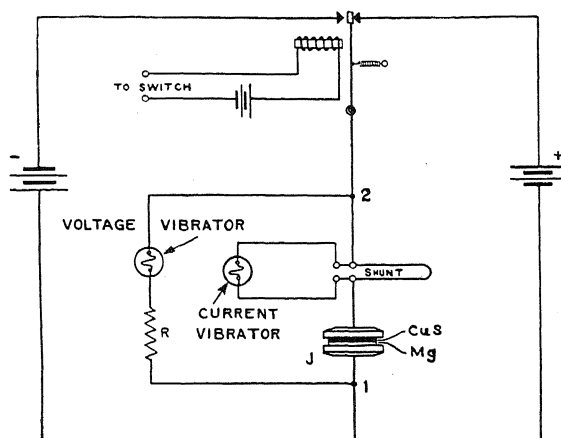 TO SWITCH
-
+
2
VOLTAGE VIBRATOR
SHUNT
CURRENT
VIBRATOR
R
CuS
J
Mg
1